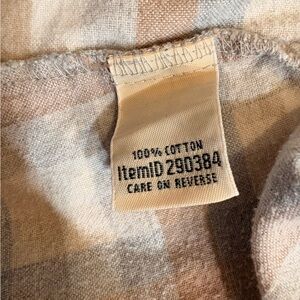 100% COTTON
ItemID 290384
CARE ON REVERSE